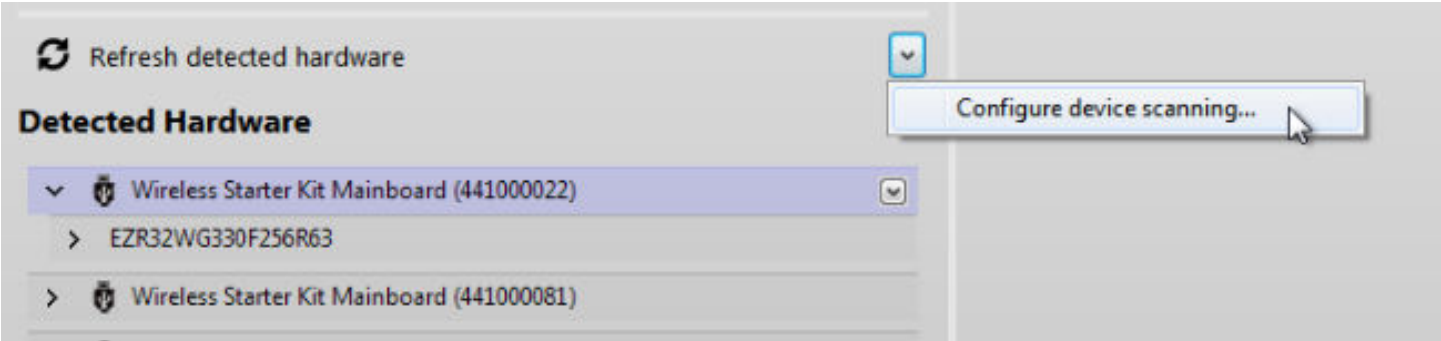 Refresh detected hardware
Configure device scanning...
Detected Hardware
Wireless Starter Kit Mainboard (441000022)
EZR32WG330F256R63
Wireless Starter Kit Mainboard (441000081)